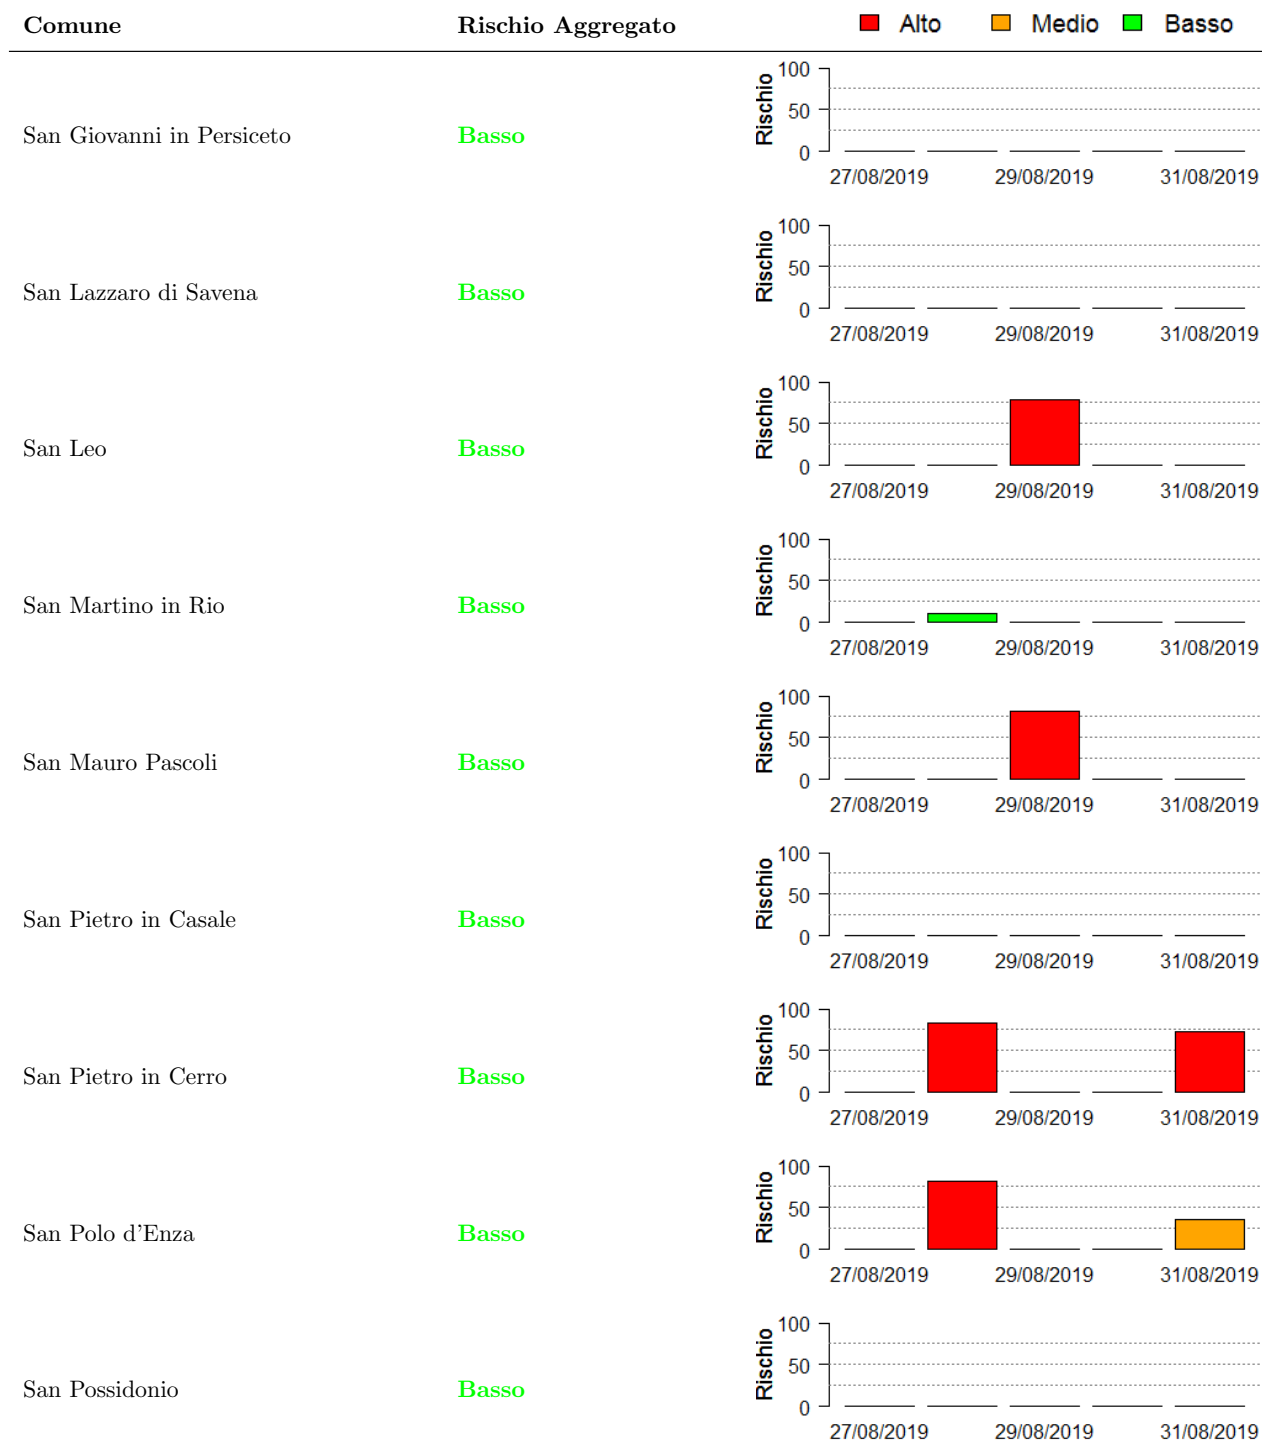 Comune Rischio Aggregato Alto Medio Basso
San Giovanni in Persiceto Basso
Rischio
100
50
0
27/08/2019 29/08/2019 31/08/2019
San Lazzaro di Savena Basso
Rischio
100
50
0
27/08/2019 29/08/2019 31/08/2019
San Leo Basso
Rischio
100
50
0
27/08/2019 29/08/2019 31/08/2019
San Martino in Rio Basso
Rischio
100
50
0
27/08/2019 29/08/2019 31/08/2019
San Mauro Pascoli Basso
Rischio
100
50
0
27/08/2019 29/08/2019 31/08/2019
San Pietro in Casale Basso
Rischio
100
50
0
27/08/2019 29/08/2019 31/08/2019
San Pietro in Cerro Basso
Rischio
100
50
0
27/08/2019 29/08/2019 31/08/2019
San Polo d'Enza Basso
Rischio
100
50
0
27/08/2019 29/08/2019 31/08/2019
San Possidonio Basso
Rischio
100
50
0
27/08/2019 29/08/2019 31/08/2019